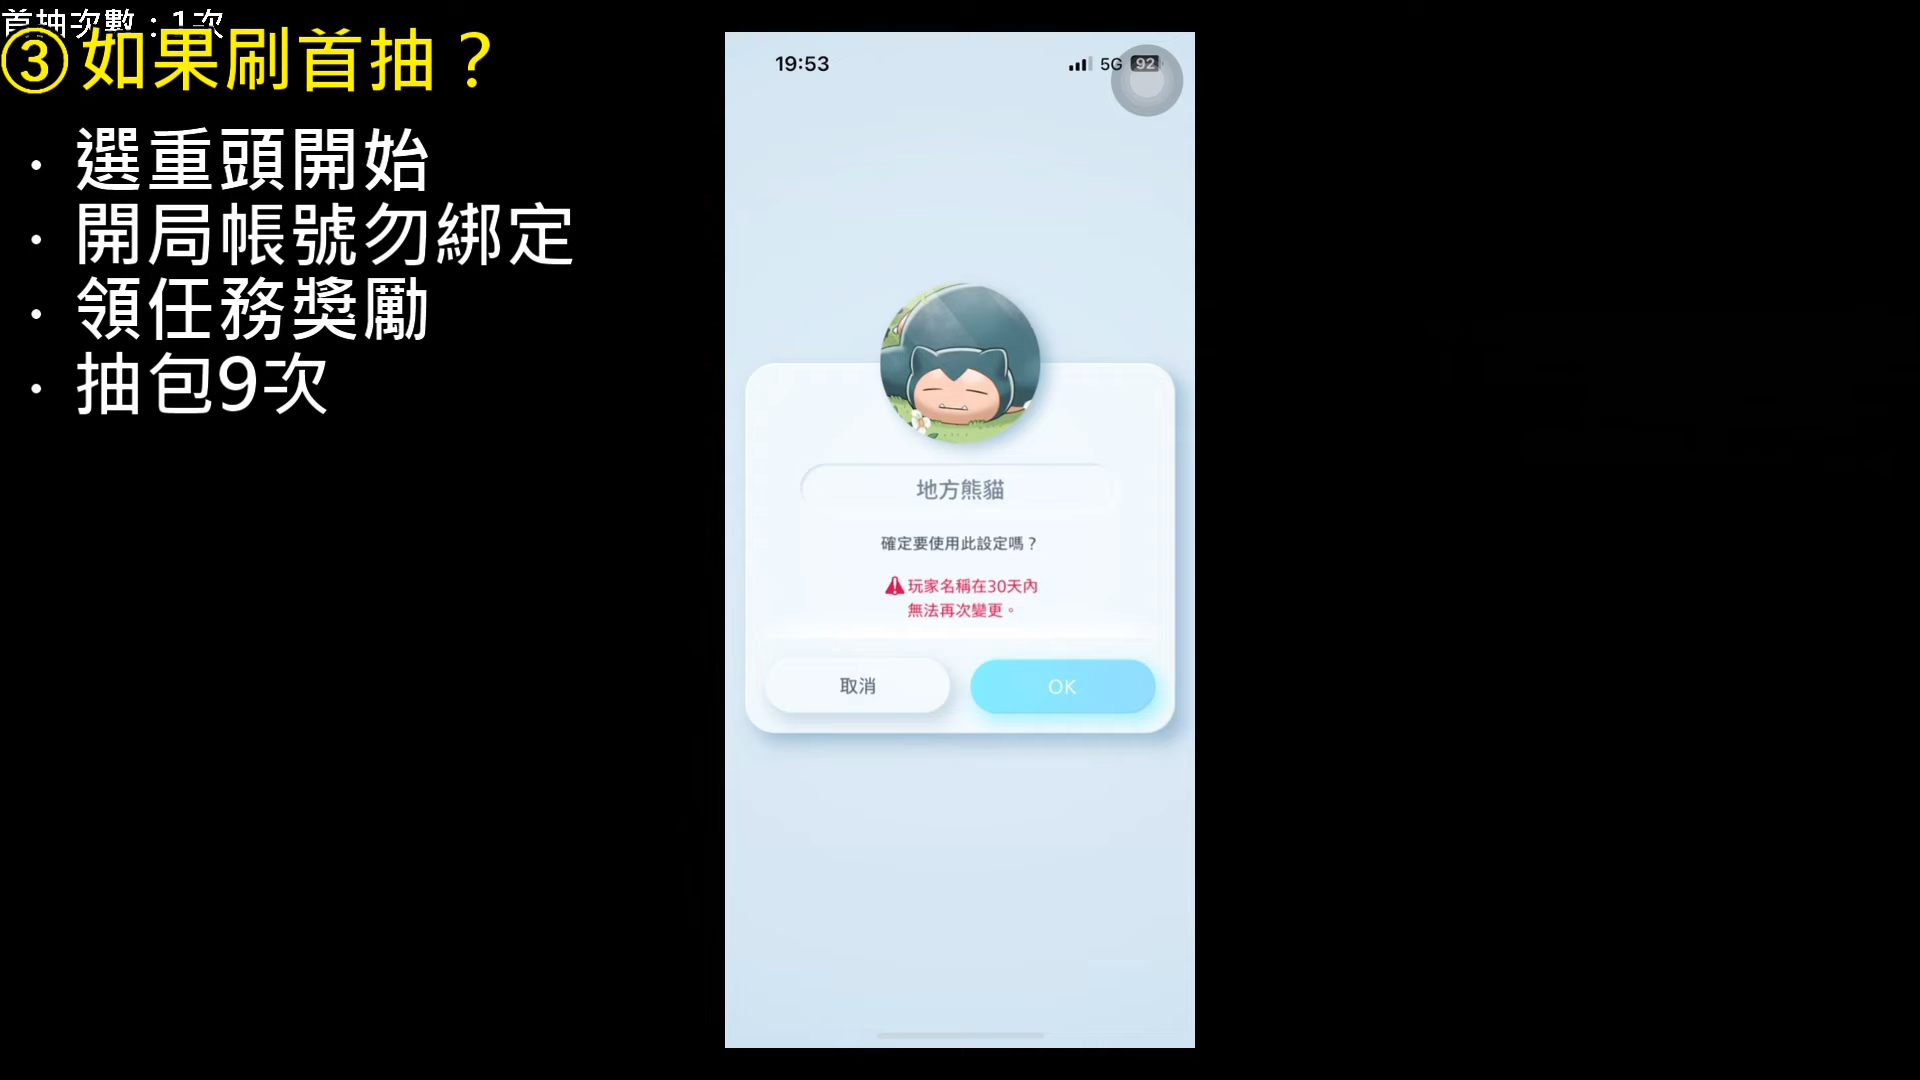 首抽次數：1次
③如果刷首抽？
· 選重頭開始
· 開局帳號勿綁定
· 領任務獎勵
· 抽包9次
19:53
5G 92
地方熊貓
確定要使用此設定嗎？
玩家名稱在30天內
無法再次變更。
取消
OK